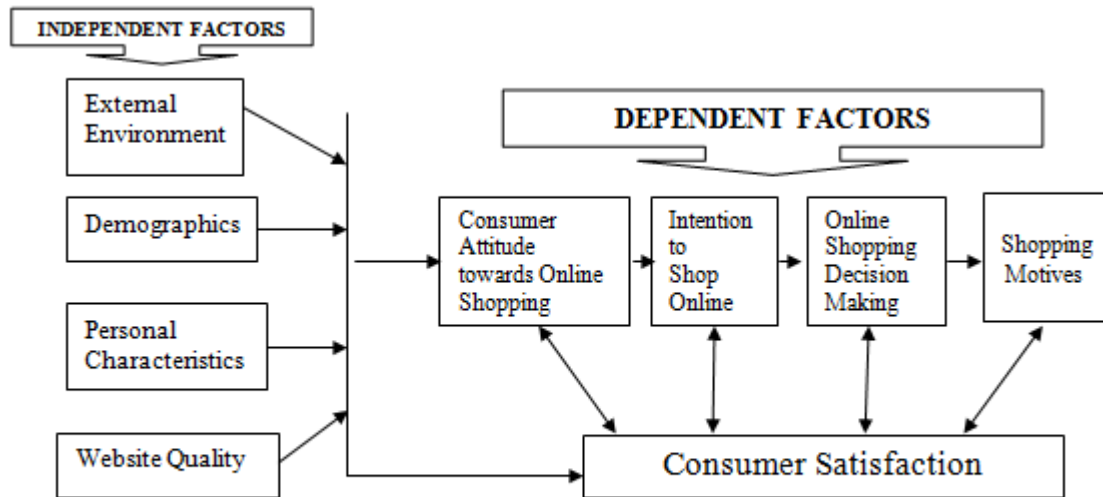 INDEPENDENT FACTORS
External
Environment
Demographics
Personal
Characteristics
Website Quality
DEPENDENT FACTORS
Consumer
Attitude
towards Online
Shopping
Intention
to
Shop
Online
Online
Shopping
Decision
Making
Shopping
Motives
Consumer Satisfaction